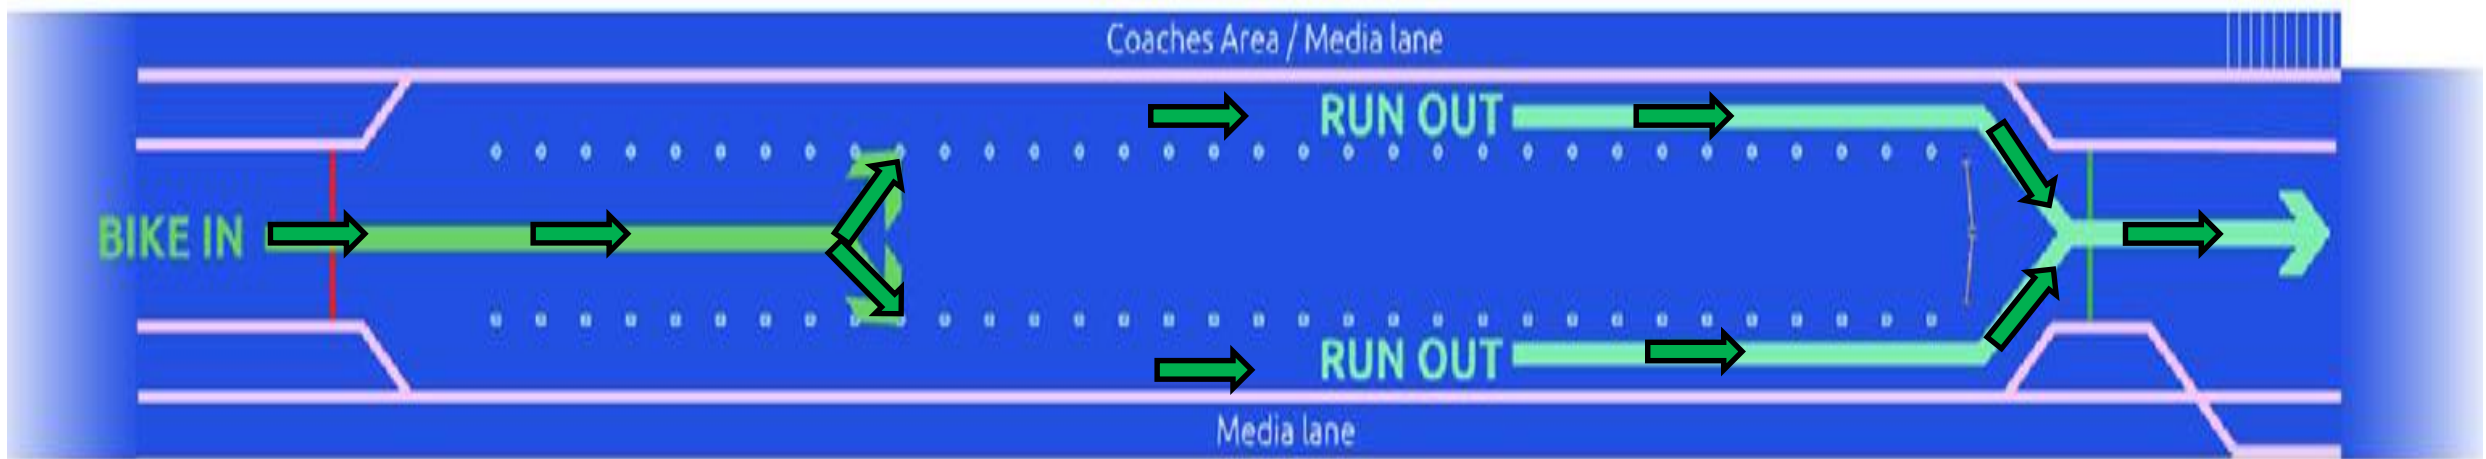 Coaches Area / Media lane
RUN OUT
BIKE IN
RUN OUT
Media lane